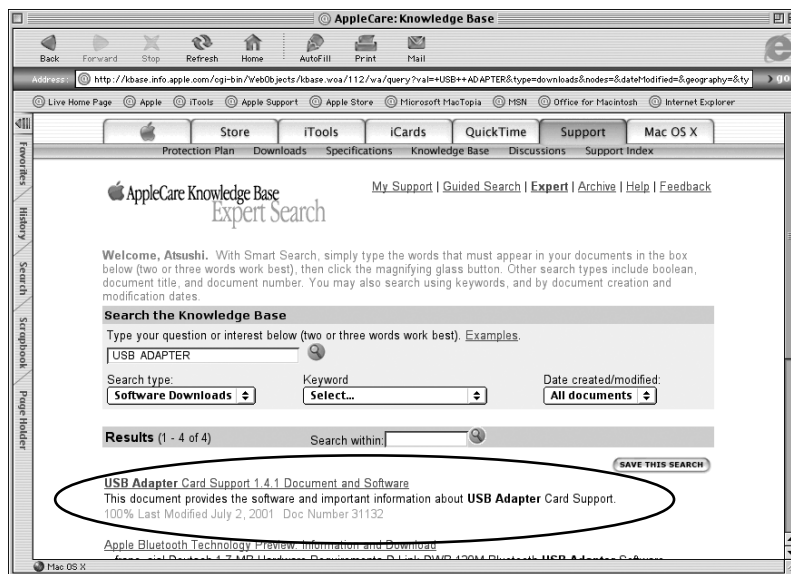 AppleCare: Knowledge Base
Back Forward Stop Refresh Home AutoFill Print Mail
Address: http://kbase.info.apple.com/cgi-bin/WebObjects/kbase.woa/112/wa/query?val=+USB++ADAPTER&type=downloads&nodes=&dateModified=&geography=&ty go
Live Home Page Apple iTools Apple Support Apple Store Microsoft MacTopia MSN Office for Macintosh Internet Explorer
Favorites
History
Search
Scrapbook
Page Holder
Store iTools iCards QuickTime Support Mac OS X
Protection Plan Downloads Specifications Knowledge Base Discussions Support Index
AppleCare Knowledge Base
Expert Search
My Support | Guided Search | Expert | Archive | Help | Feedback
Welcome, Atsushi. With Smart Search, simply type the words that must appear in your documents in the box
below (two or three words work best), then click the magnifying glass button. Other search types include boolean,
document title, and document number. You may also search using keywords, and by document creation and
modification dates.
Search the Knowledge Base
Type your question or interest below (two or three words work best). Examples.
USB ADAPTER
Search type: Keyword Date created/modified:
Software Downloads Select... All documents
Results (1 - 4 of 4) Search within:
SAVE THIS SEARCH
USB Adapter Card Support 1.4.1 Document and Software
This document provides the software and important information about USB Adapter Card Support.
100% Last Modified July 2, 2001 Doc Number 31132
Apple Bluetooth Technology Preview: Information and Download
1.7 MB Hardware Requirements D-Link Bluetooth USB Adapter Software
Mac OS X